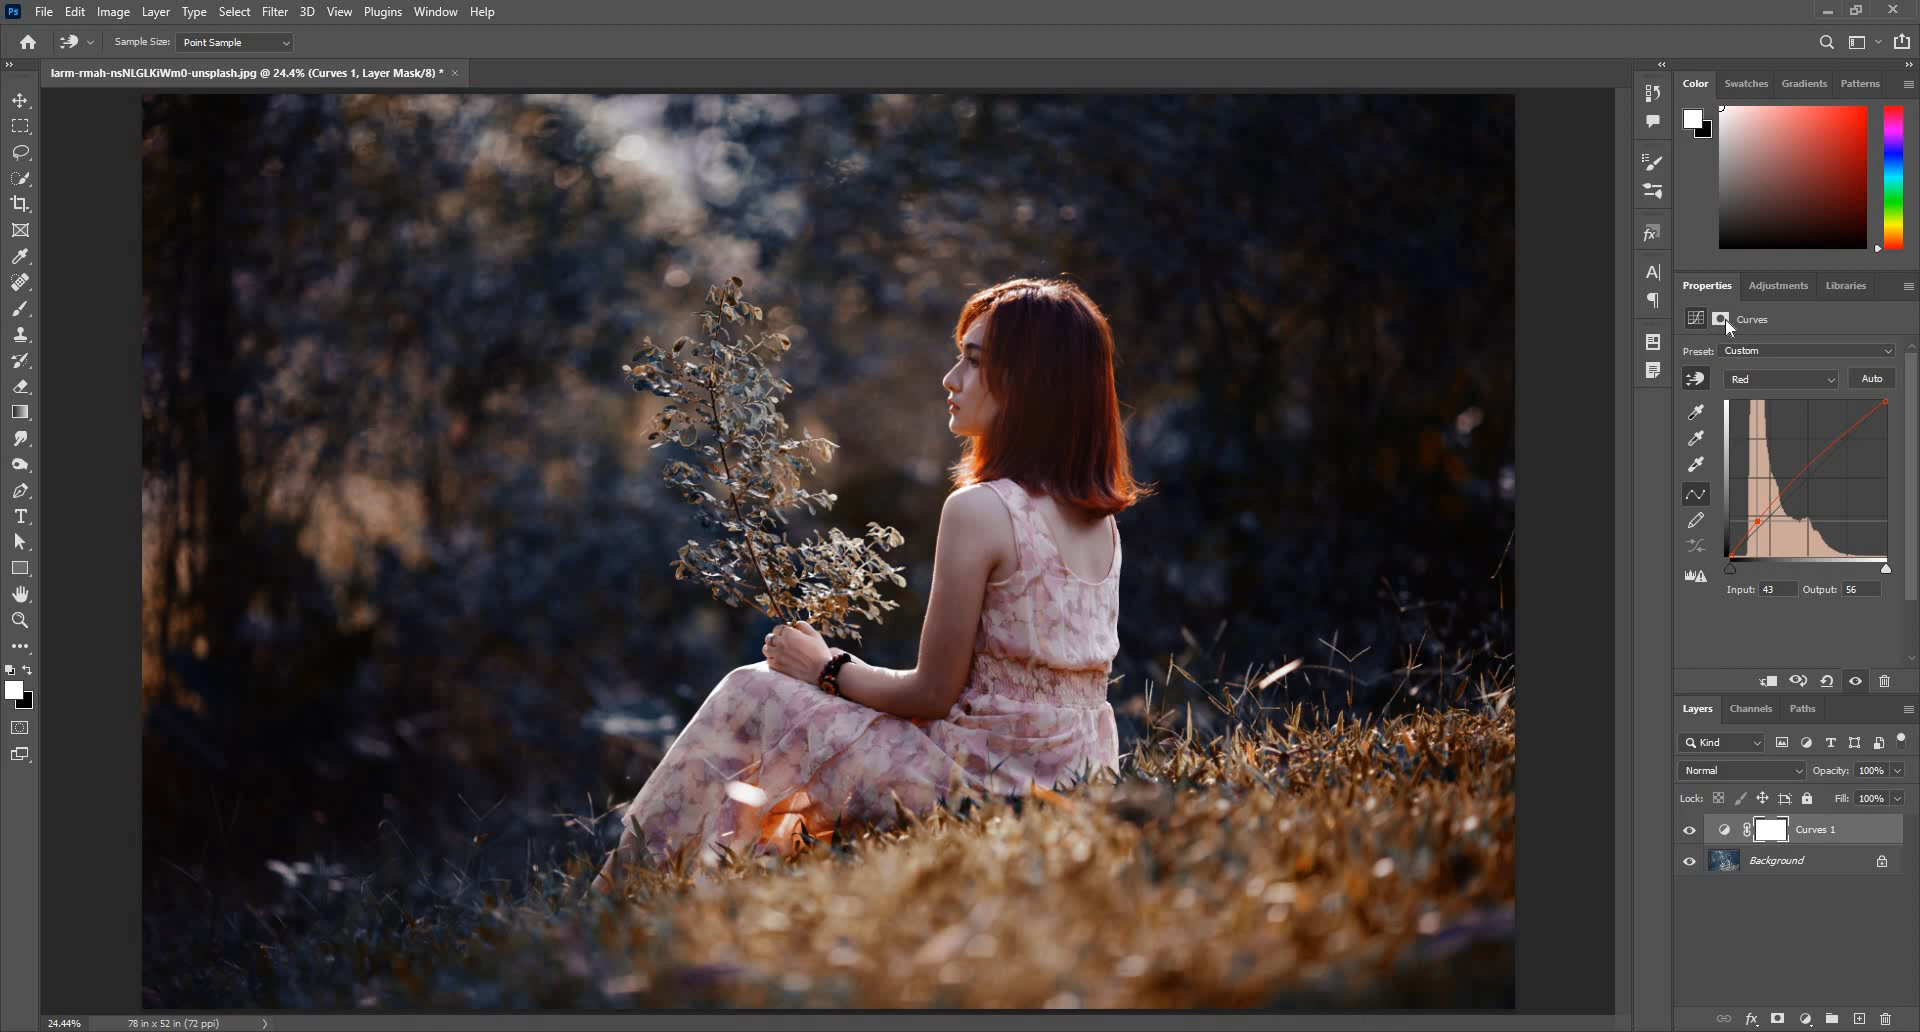 Ps File Edit Image Layer Type Select Filter 3D View Plugins Window Help
Sample Size: Point Sample
larm-rmah-nsNLGLKiWm0-unsplash.jpg @ 24.4% (Curves 1, Layer Mask/8) * ×
Color Swatches Gradients Patterns
Properties Adjustments Libraries
Curves
Preset: Custom
Red Auto
Input: 43 Output: 56
Layers Channels Paths
Kind
Normal Opacity: 100%
Lock: Fill: 100%
Curves 1
Background
24.44% 78 in x 52 in (72 ppi)